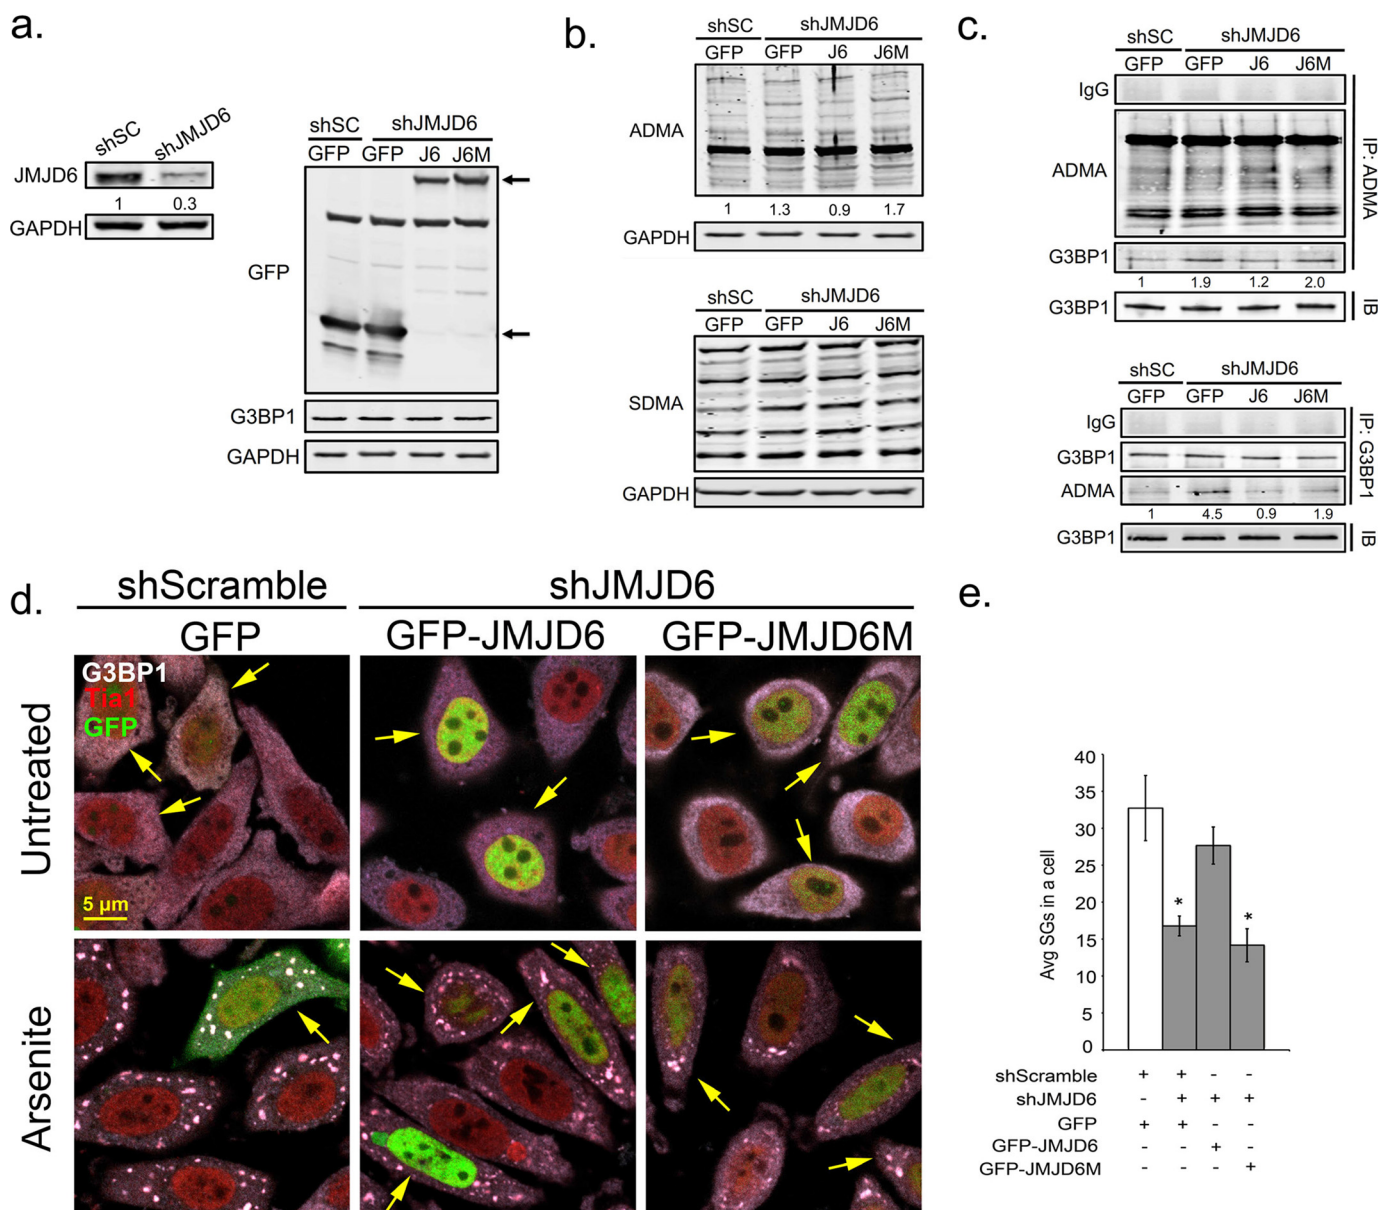 a.
shSC
shJMJD6
JMJD6
1 0.3
GAPDH
shSC shJMJD6
GFP GFP J6 J6M
GFP
G3BP1
GAPDH
b.
shSC shJMJD6
GFP GFP J6 J6M
ADMA
1 1.3 0.9 1.7
GAPDH
shSC shJMJD6
GFP GFP J6 J6M
SDMA
GAPDH
c.
shSC shJMJD6
GFP GFP J6 J6M
IgG
ADMA
G3BP1
1 1.9 1.2 2.0
G3BP1
IP: ADMA
IB
shSC shJMJD6
GFP GFP J6 J6M
IgG
G3BP1
ADMA
1 4.5 0.9 1.9
G3BP1
IP: G3BP1
IB
d.
shScramble shJMJD6
GFP GFP-JMJD6 GFP-JMJD6M
G3BP1
Tia1
GFP
5 µm
Untreated
Arsenite
e.
Avg SGs in a cell
40
35
30
25
20
15
10
5
0
* *
shScramble + + - -
shJMJD6 - + + +
GFP + + - -
GFP-JMJD6 - - + -
GFP-JMJD6M - - - +